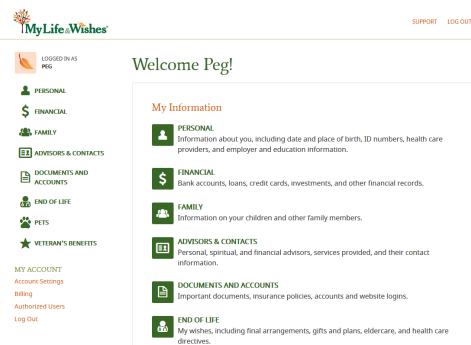 My Life & Wishes®
SUPPORT LOG OUT
LOGGED IN AS
PEG
PERSONAL
FINANCIAL
FAMILY
ADVISORS & CONTACTS
DOCUMENTS AND
ACCOUNTS
END OF LIFE
PETS
VETERAN'S BENEFITS
MY ACCOUNT
Account Settings
Billing
Authorized Users
Log Out
Welcome Peg!
My Information
PERSONAL
Information about you, including date and place of birth, ID numbers, health care
providers, and employer and education information.
FINANCIAL
Bank accounts, loans, credit cards, investments, and other financial records.
FAMILY
Information on your children and other family members.
ADVISORS & CONTACTS
Personal, spiritual, and financial advisors, services provided, and their contact
information.
DOCUMENTS AND ACCOUNTS
Important documents, insurance policies, accounts and website logins.
END OF LIFE
My wishes, including final arrangements, gifts and plans, eldercare, and health care
directives.